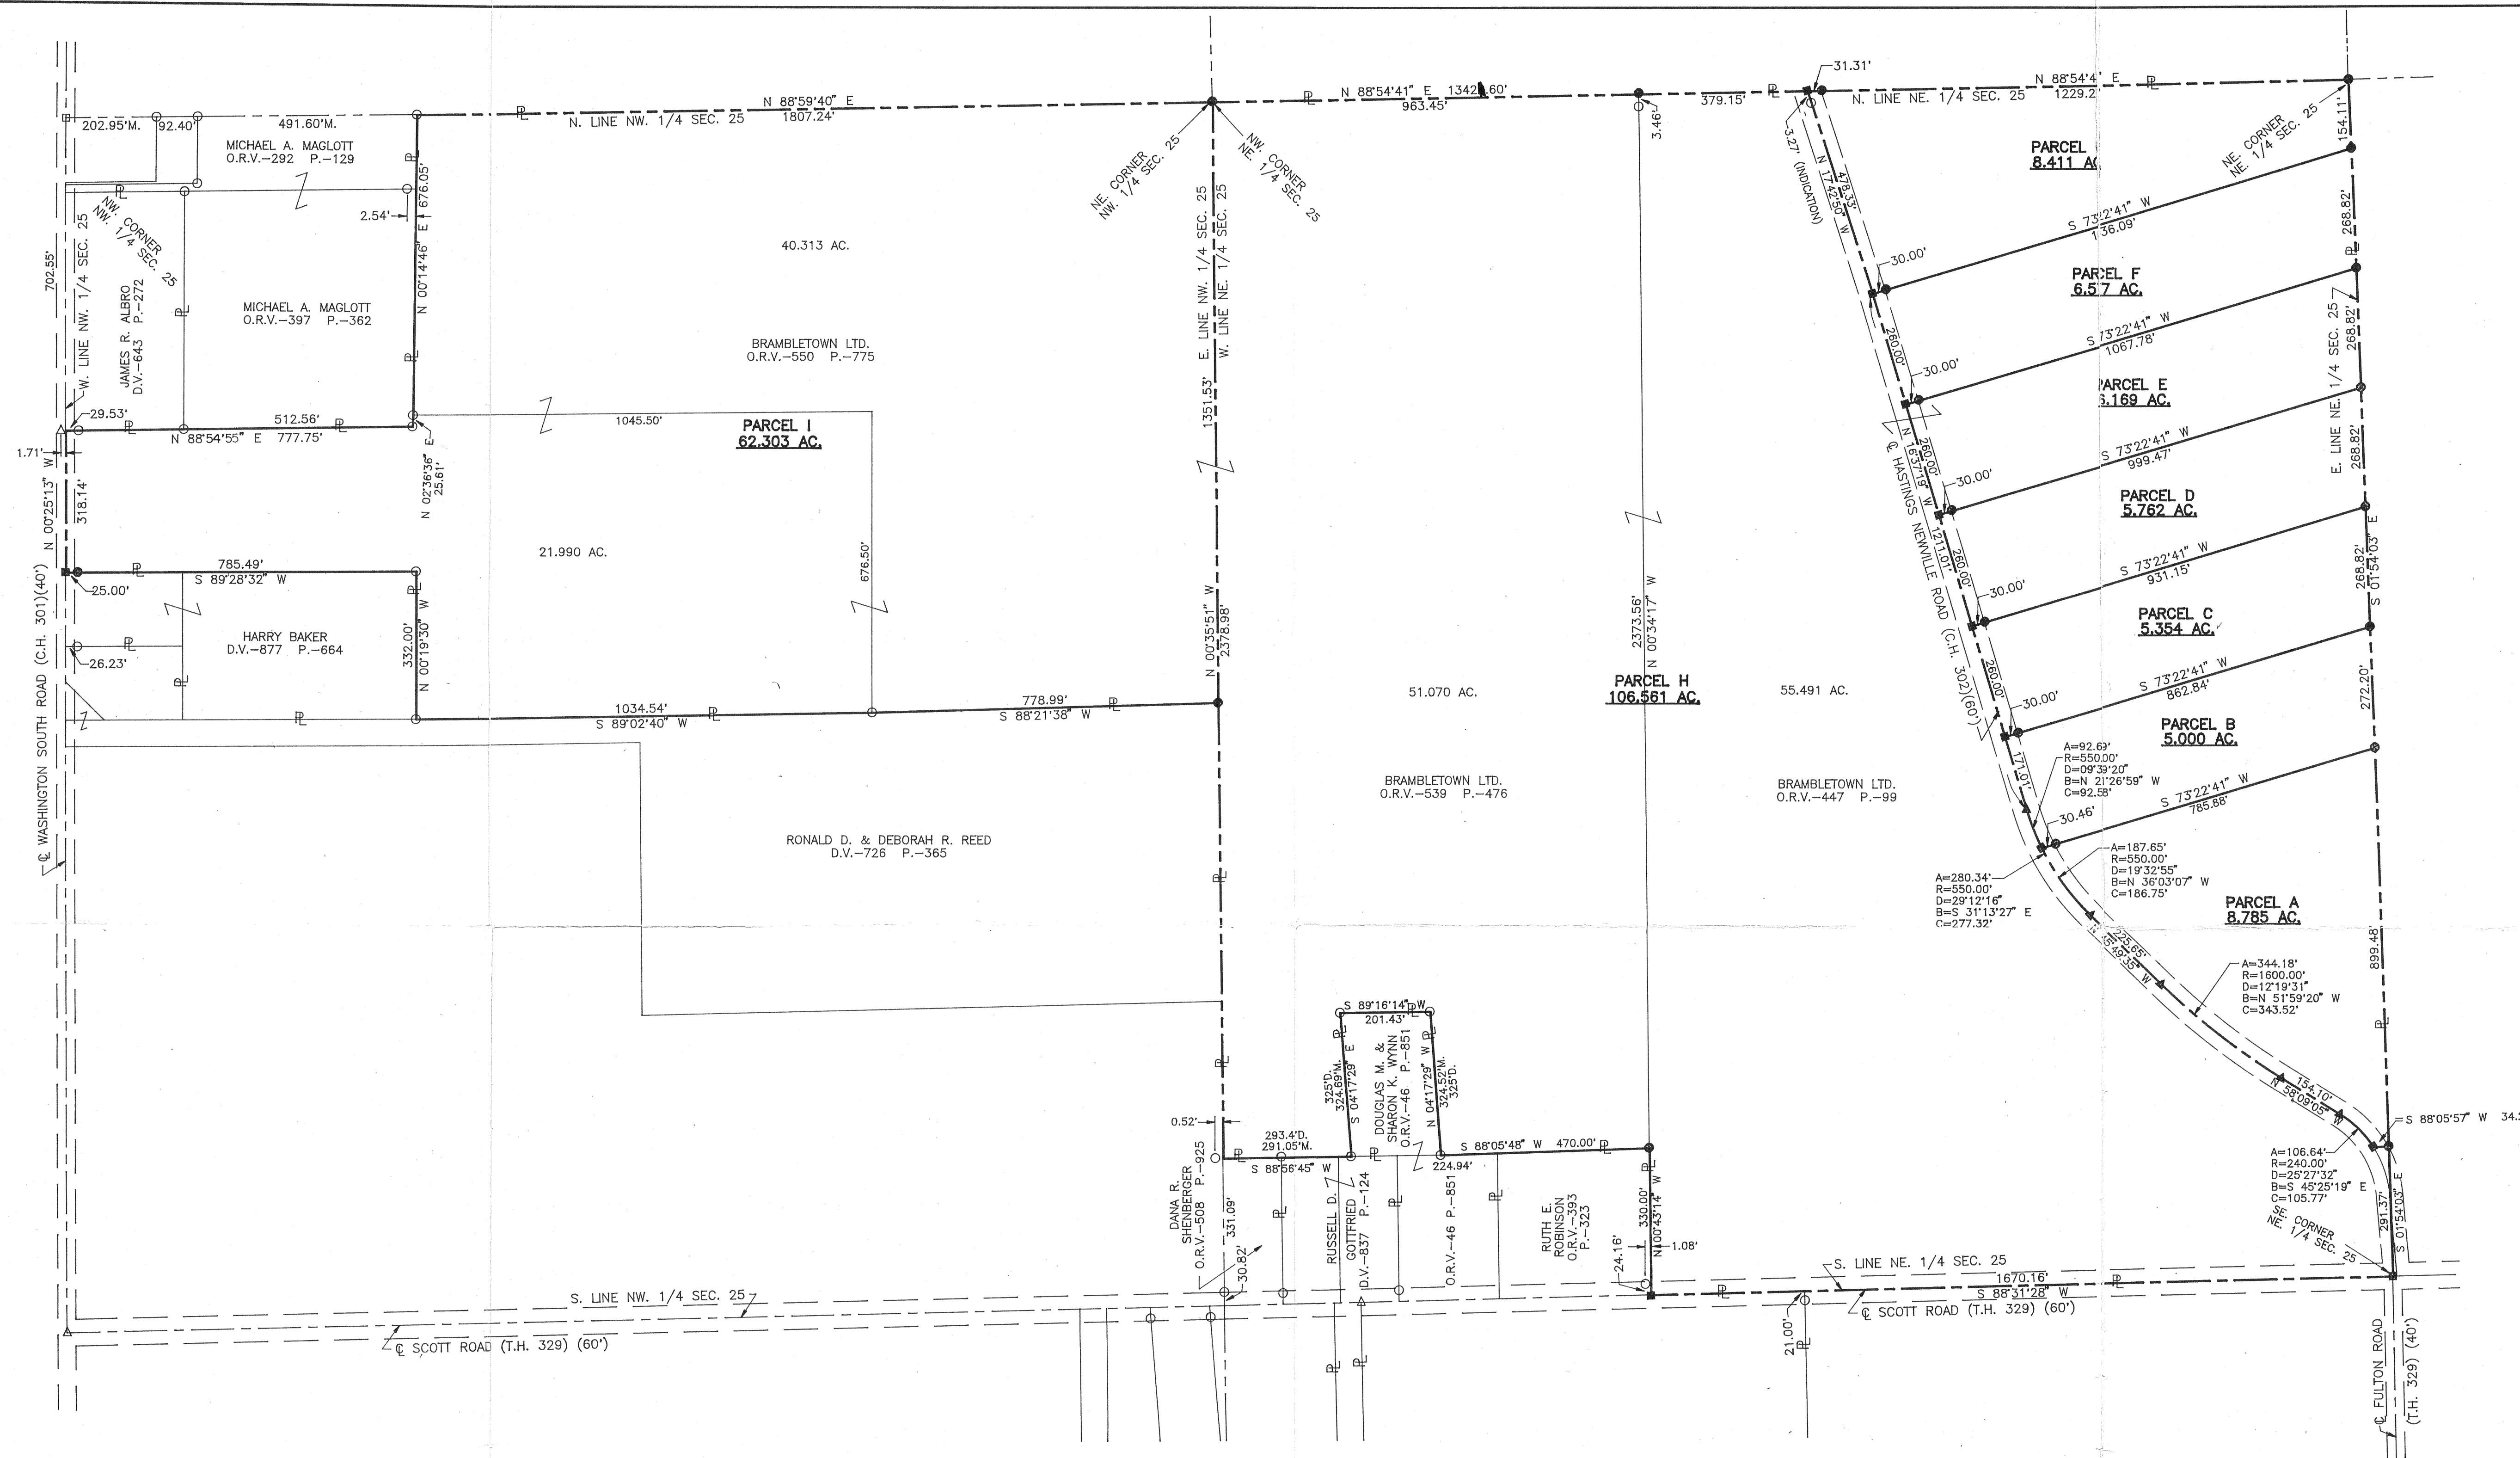 N 88°59'40" E
N. LINE NW. 1/4 SEC. 25
1807.24'
N 88°54'41" E
963.45'
3.46'
379.15'
31.31'
N. LINE NE. 1/4 SEC. 25
NE. CORNER
NW. 1/4 SEC. 25
NW. CORNER
NE. 1/4 SEC. 25
NE. CORNER
NE. 1/4 SEC. 25
202.95'M.
92.40'
491.60'M.
MICHAEL A. MAGLOTT
O.R.V.-292 P.-129
676.05'
N 00°14'46" E
2.54'
NW. CORNER
NW. 1/4 SEC. 25
702.55'
W. LINE NW. 1/4 SEC. 25
JAMES R. ALBRO
D.V.-643 P.-272
MICHAEL A. MAGLOTT
O.R.V.-397 P.-362
29.53'
512.56'
N 88°54'55" E 777.75'
1.71'
N 00°25'13" W
318.14'
N 02°36'36" E
25.61'
40.313 AC.
BRAMBLETOWN LTD.
O.R.V.-550 P.-775
1045.50'
PARCEL I
62.303 AC.
21.990 AC.
676.50'
785.49'
S 89°28'32" W
25.00'
26.23'
HARRY BAKER
D.V.-877 P.-664
332.00'
N 00°19'30" W
1034.54'
S 89°02'40" W
778.99'
S 88°21'38" W
℄ WASHINGTON SOUTH ROAD (C.H. 301)(40')
RONALD D. & DEBORAH R. REED
D.V.-726 P.-365
1351.53'
E. LINE NW. 1/4 SEC. 25
W. LINE NE. 1/4 SEC. 25
N 00°35'51" W
2378.98'
2373.56'
N 00°34'17" W
51.070 AC.
PARCEL H
106.561 AC.
55.491 AC.
BRAMBLETOWN LTD.
O.R.V.-539 P.-476
BRAMBLETOWN LTD.
O.R.V.-447 P.-99
3.27' (INDICATION)
478.33'
N 17°42'50" W
PARCEL
8.411
154.11'
268.82'
30.00'
PARCEL F
S 73°22'41" W
1067.78'
260.00'
268.82'
30.00'
PARCEL E
S 73°22'41" W
999.47'
E. LINE NE. 1/4 SEC. 25
N 16°37'19" W
260.00'
268.82'
30.00'
PARCEL D
5.762 AC.
S 73°22'41" W
931.15'
1211.01'
260.00'
268.82'
S 01°54'03" E
30.00'
PARCEL C
5.354 AC.
S 73°22'41" W
862.84'
260.00'
272.20'
30.00'
PARCEL B
5.000 AC.
S 73°22'41" W
785.88'
171.01'
30.46'
℄ HASTINGS NEWVILLE ROAD (C.H. 302)(60')
A=92.69'
R=550.00'
D=09°39'20"
B=N 21°26'59" W
C=92.58'
A=187.65'
R=550.00'
D=19°32'55"
B=N 36°03'07" W
C=186.75'
A=280.34'
R=550.00'
D=29°12'16"
B=S 31°13'27" E
C=277.32'
PARCEL A
8.785 AC.
899.48'
225.65'
A=344.18'
R=1600.00'
D=12°19'31"
B=N 51°59'20" W
C=343.52'
154.10'
N 58°09'05" W
S 88°05'57" W
A=106.64'
R=240.00'
D=25°27'32"
B=S 45°25'19" E
C=105.77'
291.37'
S 01°54'03" E
SE. CORNER
NE. 1/4 SEC. 25
S 89°16'14" W
201.43'
325'D.
324.69'M.
S 04°17'29" E
DOUGLAS M. &
SHARON K. WYNN
O.R.V.-46 P.-851
N 04°17'29" W
324.52'M.
325'D.
0.52'
293.4'D.
291.05'M.
S 88°56'45" W
224.94'
S 88°05'48" W 470.00'
DANA R.
SHENBERGER
O.R.V.-508 P.-925
331.09'
30.82'
RUSSELL D.
GOTTFRIED
D.V.-837 P.-124
O.R.V.-46 P.-851
RUTH E.
ROBINSON
O.R.V.-393
P.-323
330.00'
N 00°43'14" W
24.16'
1.08'
S. LINE NE. 1/4 SEC. 25
1670.16'
S 88°31'28" W
℄ SCOTT ROAD (T.H. 329) (60')
21.00'
S. LINE NW. 1/4 SEC. 25
℄ SCOTT ROAD (T.H. 329) (60')
℄ FULTON ROAD
(T.H. 329) (40')